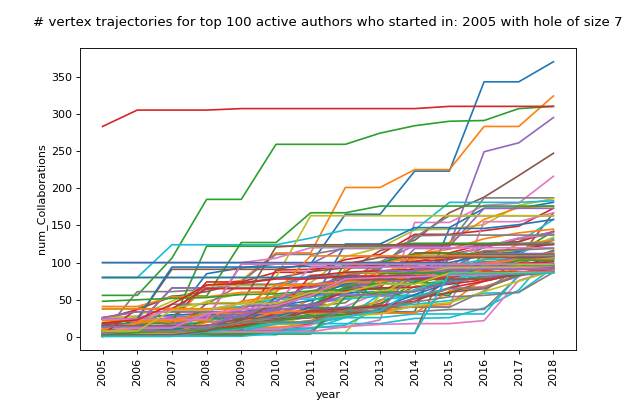 # vertex trajectories for top 100 active authors who started in: 2005 with hole of size 7
350
300
250
200
150
100
50
0
num_Collaborations
2005 2006 2007 2008 2009 2010 2011 2012 2013 2014 2015 2016 2017 2018
year